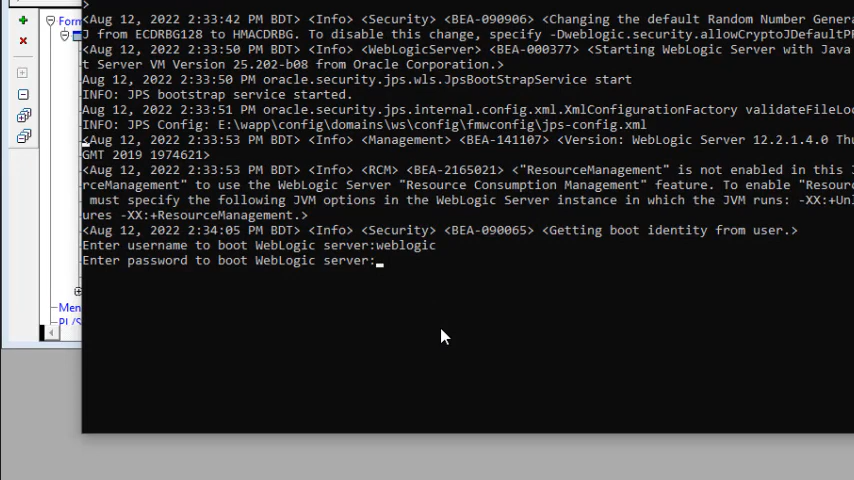 >
<Aug 12, 2022 2:33:42 PM BDT> <Info> <Security> <BEA-090906> <Changing the default Random Number Genera
J from ECDRBG128 to HMACDRBG. To disable this change, specify -Dweblogic.security.allowCryptoJDefaultP
<Aug 12, 2022 2:33:50 PM BDT> <Info> <WebLogicServer> <BEA-000377> <Starting WebLogic Server with Java
t Server VM Version 25.202-b08 from Oracle Corporation.>
Aug 12, 2022 2:33:50 PM oracle.security.jps.wls.JpsBootStrapService start
INFO: JPS bootstrap service started.
Aug 12, 2022 2:33:51 PM oracle.security.jps.internal.config.xml.XmlConfigurationFactory validateFileLo
INFO: JPS Config: E:\wapp\config\domains\ws\config\fmwconfig\jps-config.xml
<Aug 12, 2022 2:33:53 PM BDT> <Info> <Management> <BEA-141107> <Version: WebLogic Server 12.2.1.4.0 Thu
GMT 2019 1974621>
<Aug 12, 2022 2:33:53 PM BDT> <Info> <RCM> <BEA-2165021> <"ResourceManagement" is not enabled in this J
rceManagement" to use the WebLogic Server "Resource Consumption Management" feature. To enable "Resour
must specify the following JVM options in the WebLogic Server instance in which the JVM runs: -XX:+Unl
ures -XX:+ResourceManagement.>
<Aug 12, 2022 2:34:05 PM BDT> <Info> <Security> <BEA-090065> <Getting boot identity from user.>
Enter username to boot WebLogic server:weblogic
Enter password to boot WebLogic server:
Form
Men
PL/S